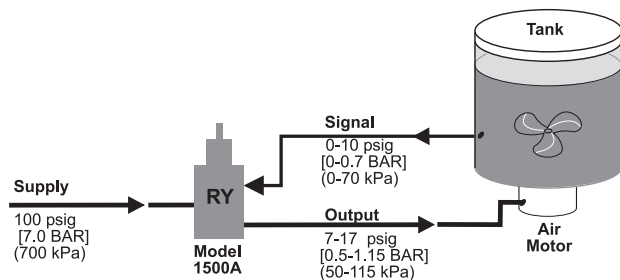 Tank
Signal
0-10 psig
[0-0.7 BAR]
(0-70 kPa)
Supply
100 psig
[7.0 BAR]
(700 kPa)
RY
Model
1500A
Output
7-17 psig
[0.5-1.15 BAR]
(50-115 kPa)
Air
Motor